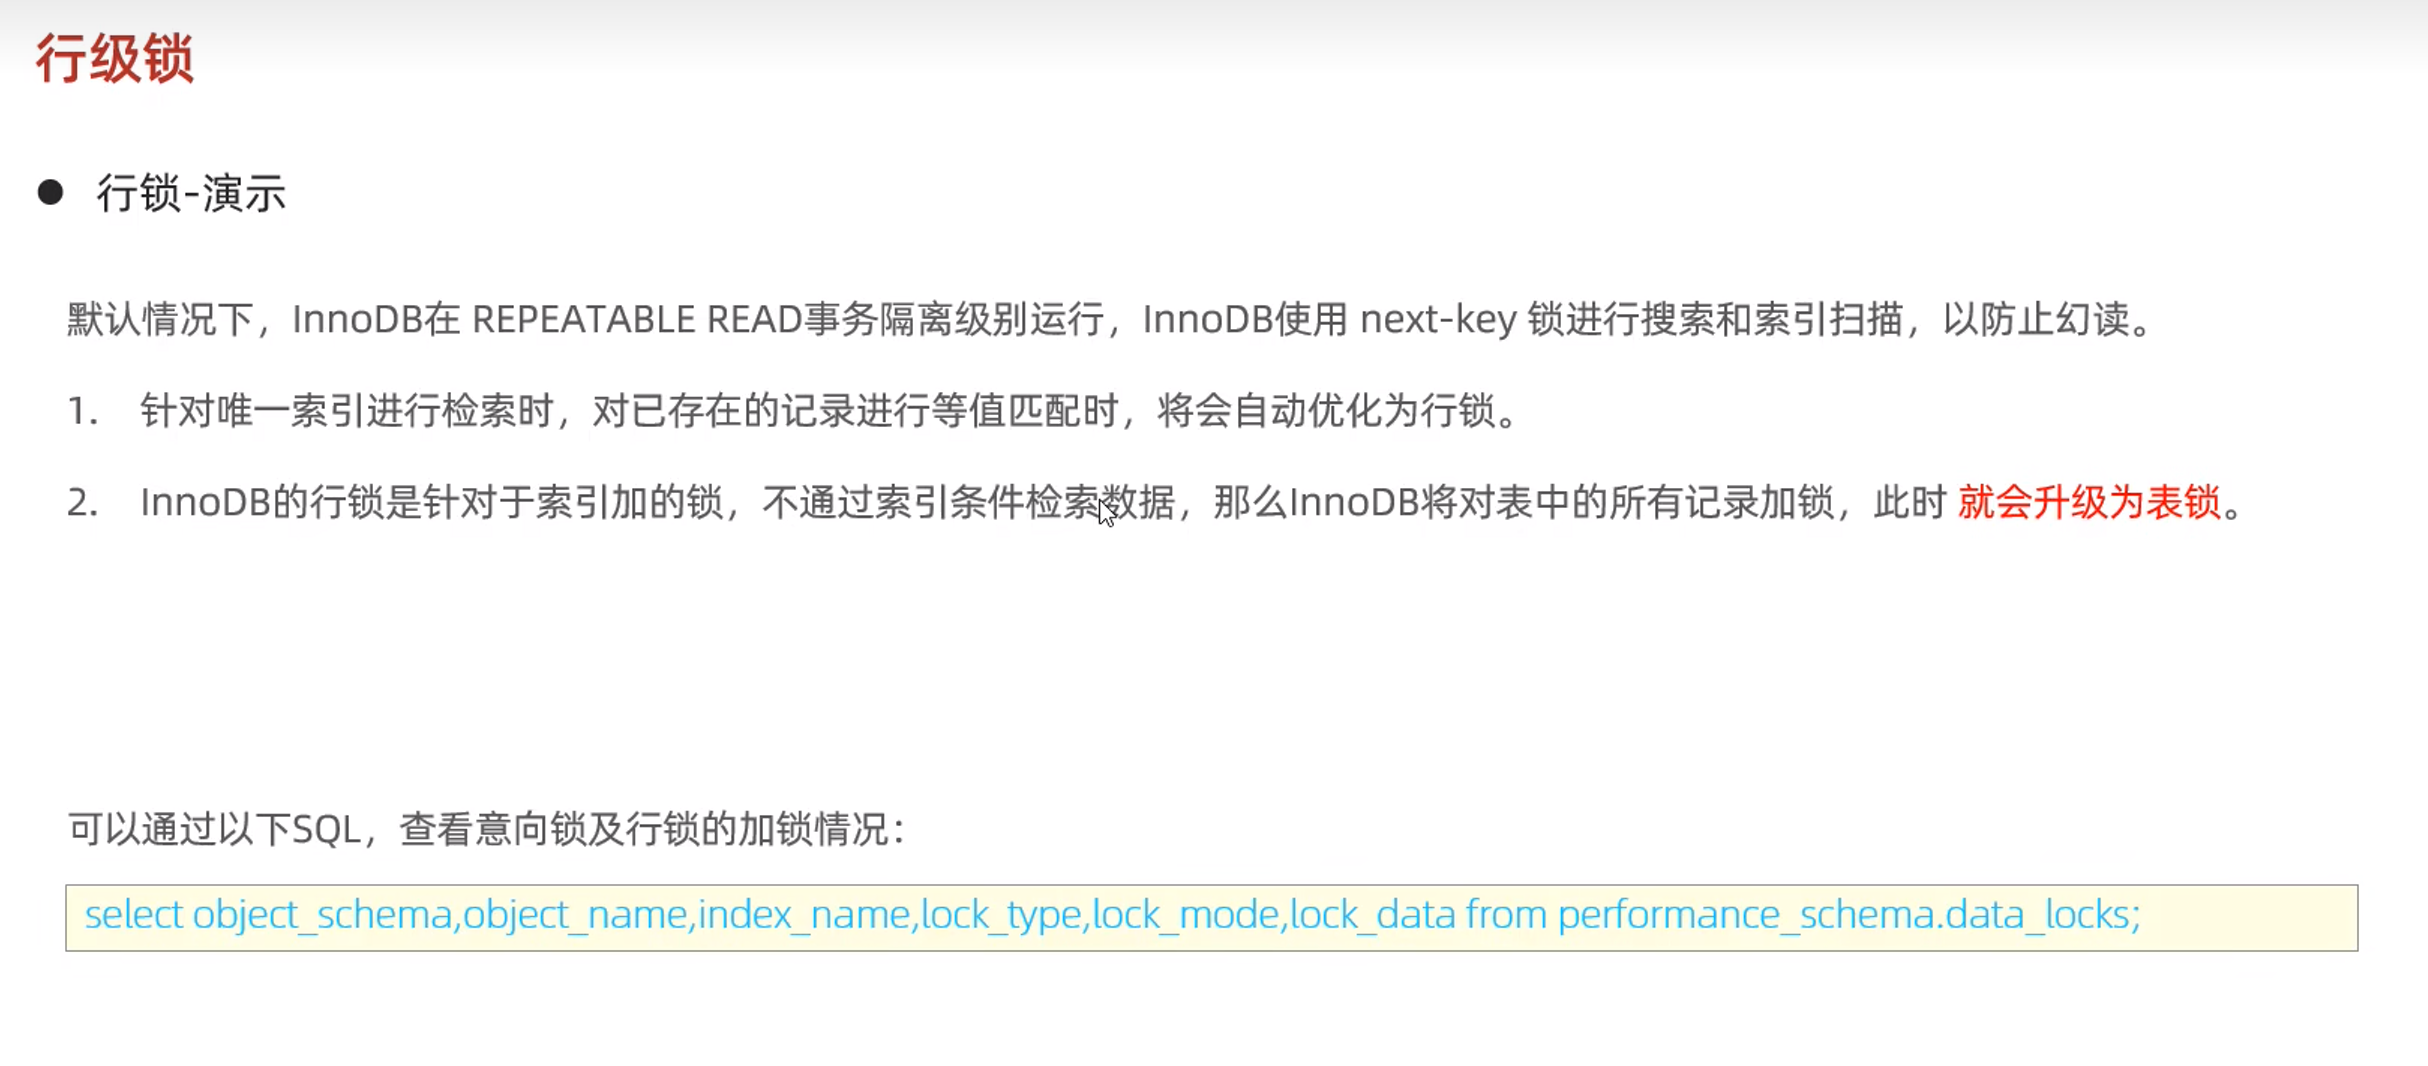 行级锁
● 行锁-演示
默认情况下，InnoDB在 REPEATABLE READ事务隔离级别运行，InnoDB使用 next-key 锁进行搜索和索引扫描，以防止幻读。
1. 针对唯一索引进行检索时，对已存在的记录进行等值匹配时，将会自动优化为行锁。
2. InnoDB的行锁是针对于索引加的锁，不通过索引条件检索数据，那么InnoDB将对表中的所有记录加锁，此时 就会升级为表锁。
可以通过以下SQL，查看意向锁及行锁的加锁情况：
select object_schema,object_name,index_name,lock_type,lock_mode,lock_data from performance_schema.data_locks;